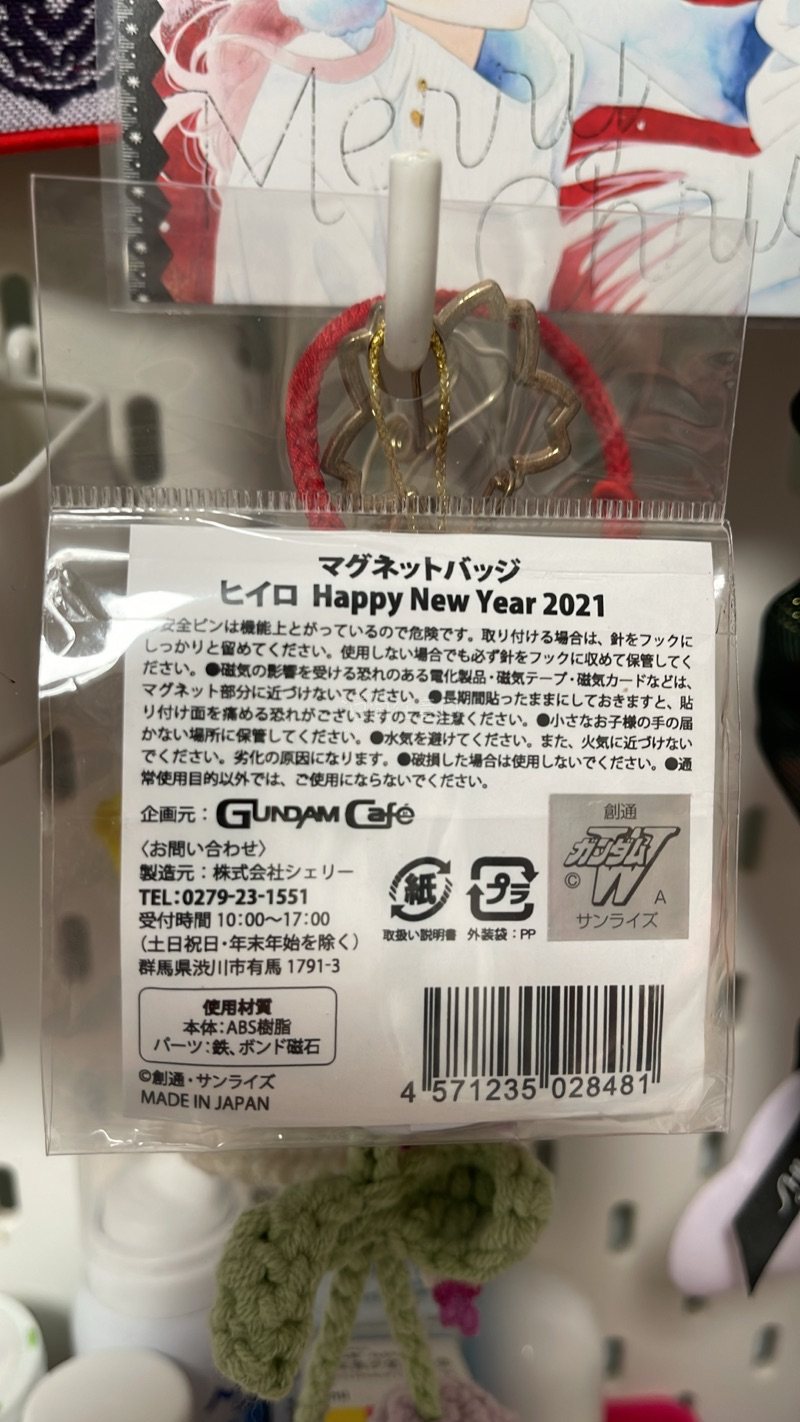 Merry
Chri
マグネットバッジ
ヒイロ Happy New Year 2021
安全ピンは機能上とがっているので危険です。取り付ける場合は、針をフックに
しっかりと留めてください。使用しない場合でも必ず針をフックに収めて保管してく
ださい。●磁気の影響を受ける恐れのある電化製品・磁気テープ・磁気カードなどは、
マグネット部分に近づけないでください。●長期間貼ったままにしておきますと、貼
り付け面を痛める恐れがございますのでご注意ください。●小さなお子様の手の届
かない場所に保管してください。●水気を避けてください。また、火気に近づけない
でください。劣化の原因になります。●破損した場合は使用しないでください。●通
常使用目的以外では、ご使用にならないでください。
企画元：GUNDAM Café
〈お問い合わせ〉
製造元：株式会社シェリー
TEL:0279-23-1551
受付時間 10:00～17:00
(土日祝日・年末年始を除く)
群馬県渋川市有馬 1791-3
紙
取扱い説明書
プラ
外装袋：PP
創通
ガンダムW
© A
サンライズ
使用材質
本体：ABS樹脂
パーツ：鉄、ボンド磁石
©創通・サンライズ
MADE IN JAPAN
4 571235 028481